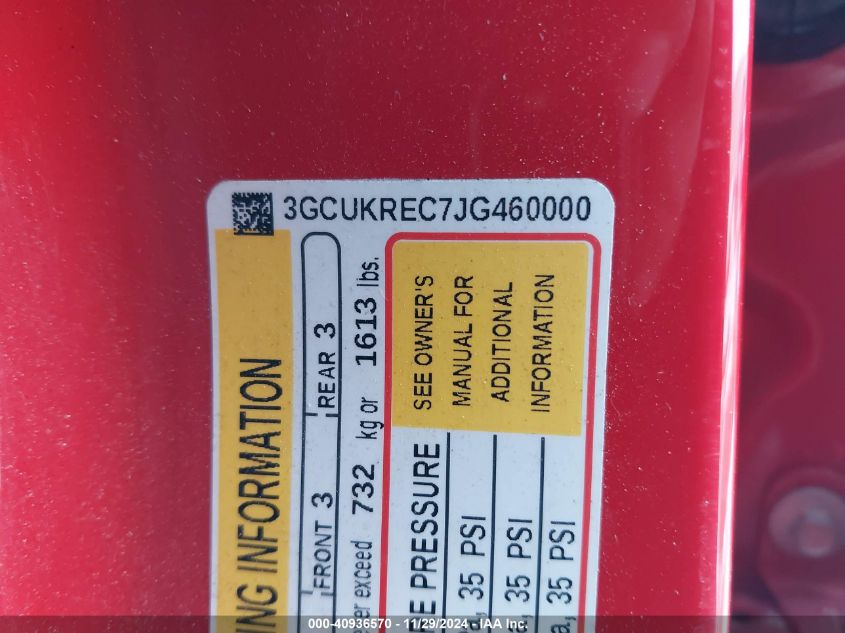 3GCUKREC7JG460000
ING INFORMATION
FRONT 3 REAR 3
exceed 732 kg or 1613 lbs.
PRESSURE
SEE OWNER'S
MANUAL FOR
ADDITIONAL
INFORMATION
35 PSI
35 PSI
35 PSI
000-40936570 - 11/29/2024 - IAA Inc.